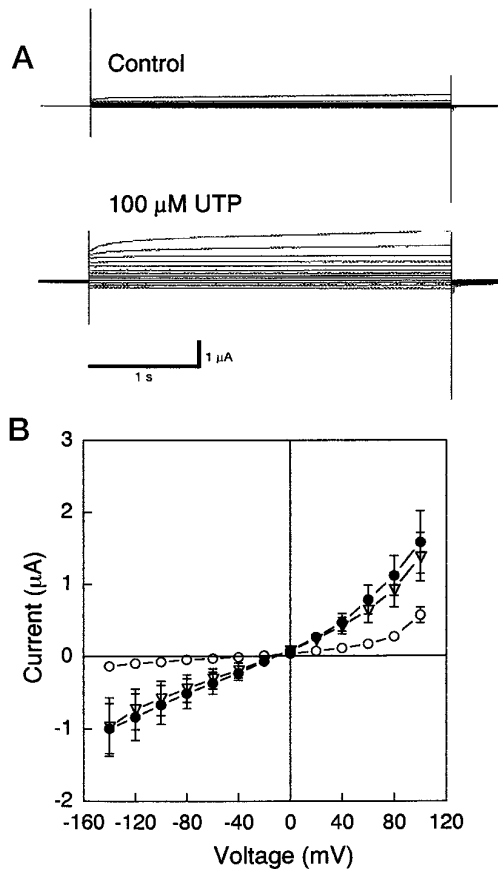 A
Control
100 μM UTP
1 μA
1 s
B
3
2
1
0
-1
-2
Current (μA)
-160 -120 -80 -40 0 40 80 120
Voltage (mV)